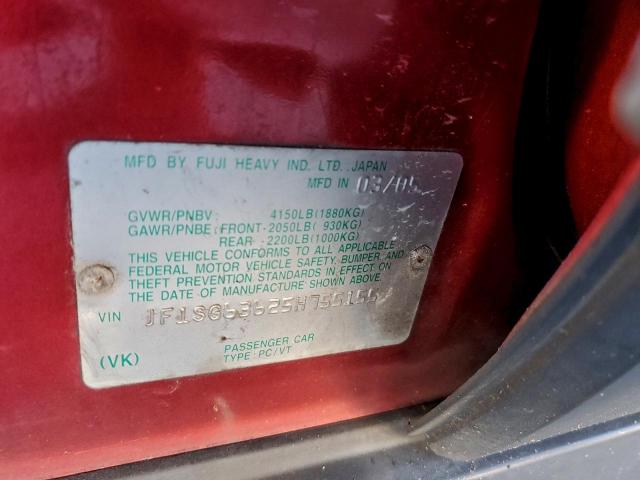 MFD BY FUJI HEAVY IND. LTD. JAPAN
MFD IN 03/05
GVWR/PNBV: 4150LB(1880KG)
GAWR/PNBE: FRONT-2050LB( 930KG)
REAR -2200LB(1000KG)
THIS VEHICLE CONFORMS TO ALL APPLICABLE
FEDERAL MOTOR VEHICLE SAFETY, BUMPER, AND
THEFT PREVENTION STANDARDS IN EFFECT ON
THE DATE OF MANUFACTURE SHOWN ABOVE.
VIN
PASSENGER CAR
(VK) TYPE: PC/VT